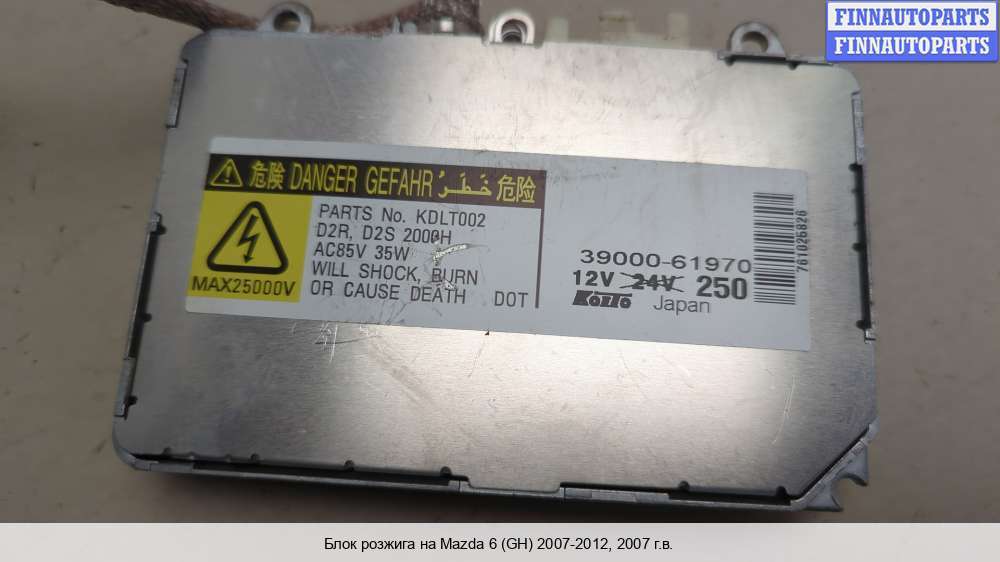 FINNAUTOPARTS
FINNAUTOPARTS
危険 DANGER GEFAHR خَطَرْ 危险
PARTS No. KDLT002
D2R, D2S 2000H
AC85V 35W
WILL SHOCK, BURN
OR CAUSE DEATH DOT
MAX25000V
39000-61970
12V 24V 250
KOITO Japan
761026826
Блок розжига на Mazda 6 (GH) 2007-2012, 2007 г.в.